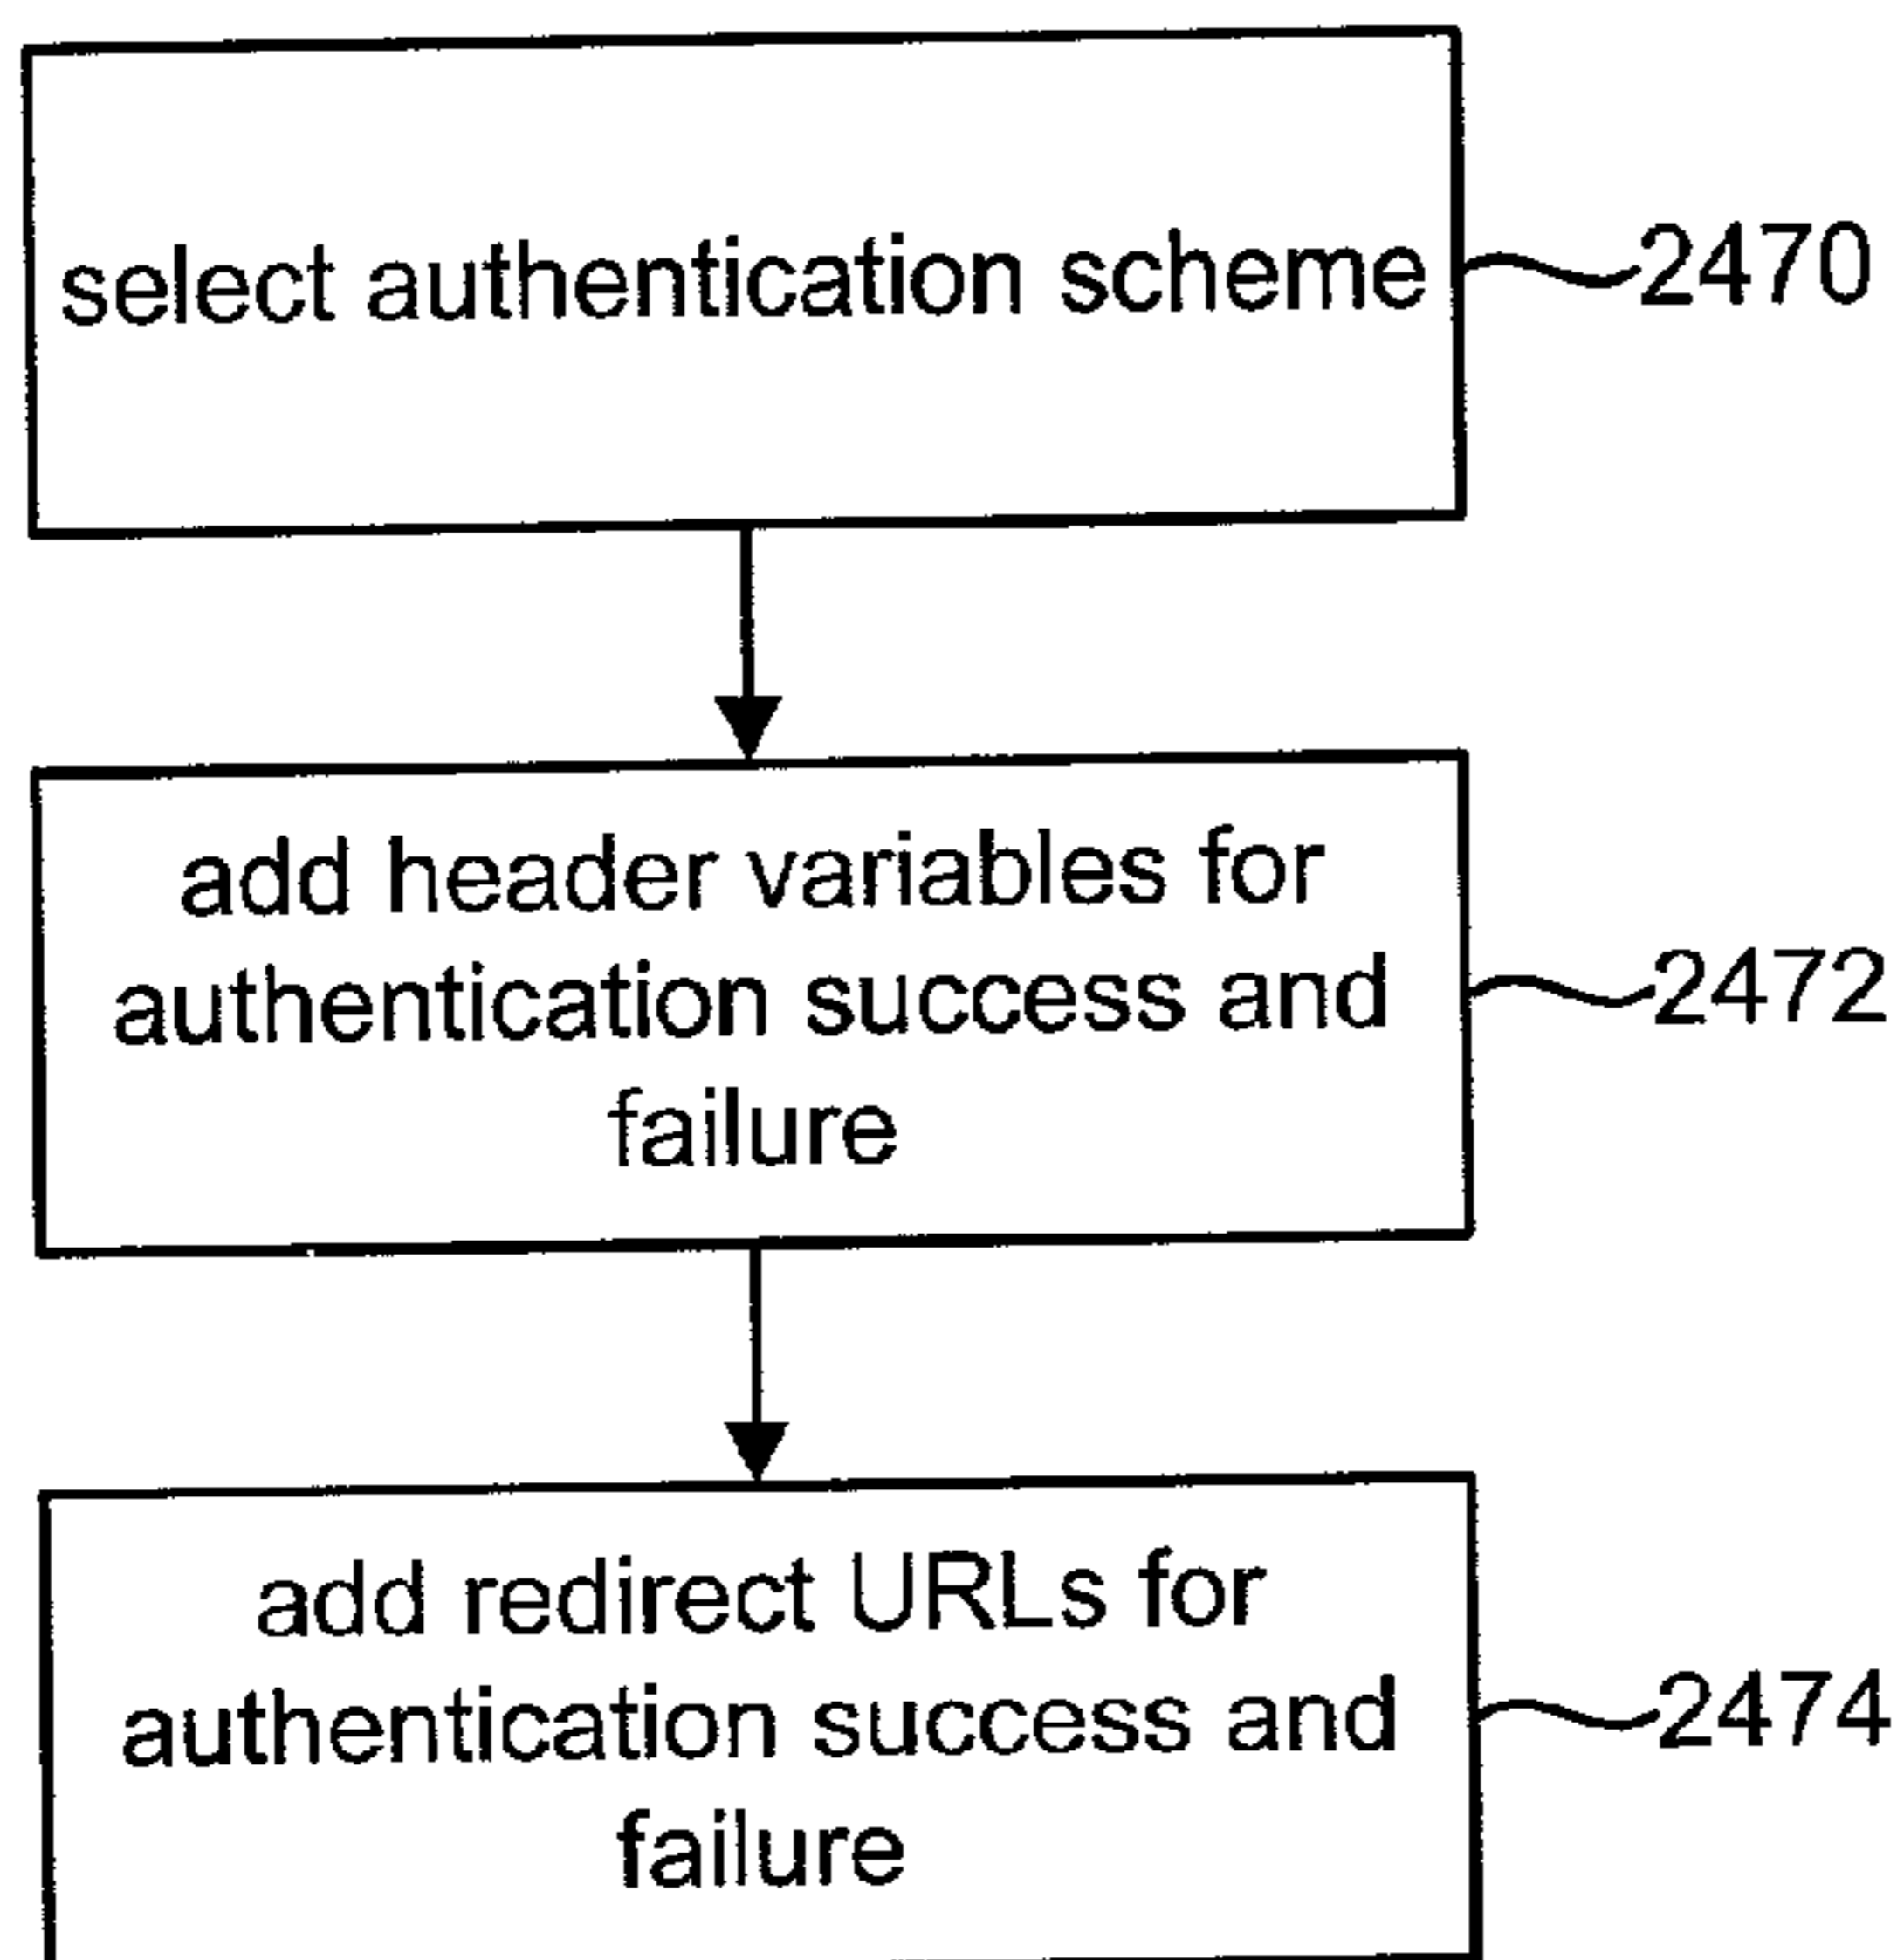 select authentication scheme
2470
add header variables for
authentication success and
failure
2472
add redirect URLs for
authentication success and
failure
2474